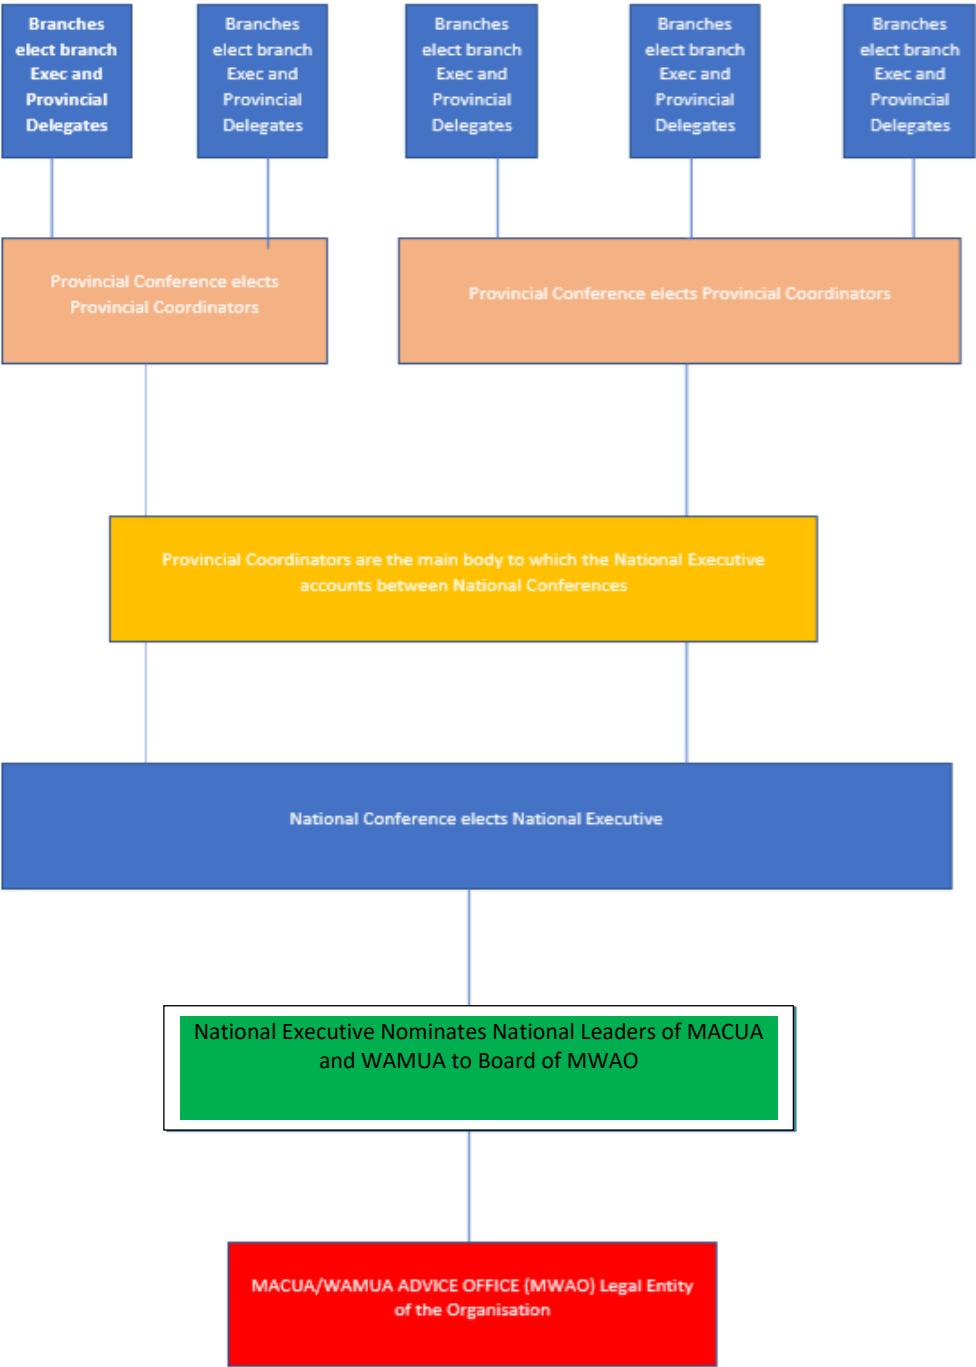 Branches
elect branch
Exec and
Provincial
Delegates
Branches
elect branch
Exec and
Provincial
Delegates
Branches
elect branch
Exec and
Provincial
Delegates
Branches
elect branch
Exec and
Provincial
Delegates
Branches
elect branch
Exec and
Provincial
Delegates
Provincial Conference elects
Provincial Coordinators
Provincial Conference elects Provincial Coordinators
Provincial Coordinators are the main body to which the National Executive
accounts between National Conferences
National Conference elects National Executive
National Executive Nominates National Leaders of MACUA
and WAMUA to Board of MWAO
MACUA/WAMUA ADVICE OFFICE (MWAO) Legal Entity
of the Organisation